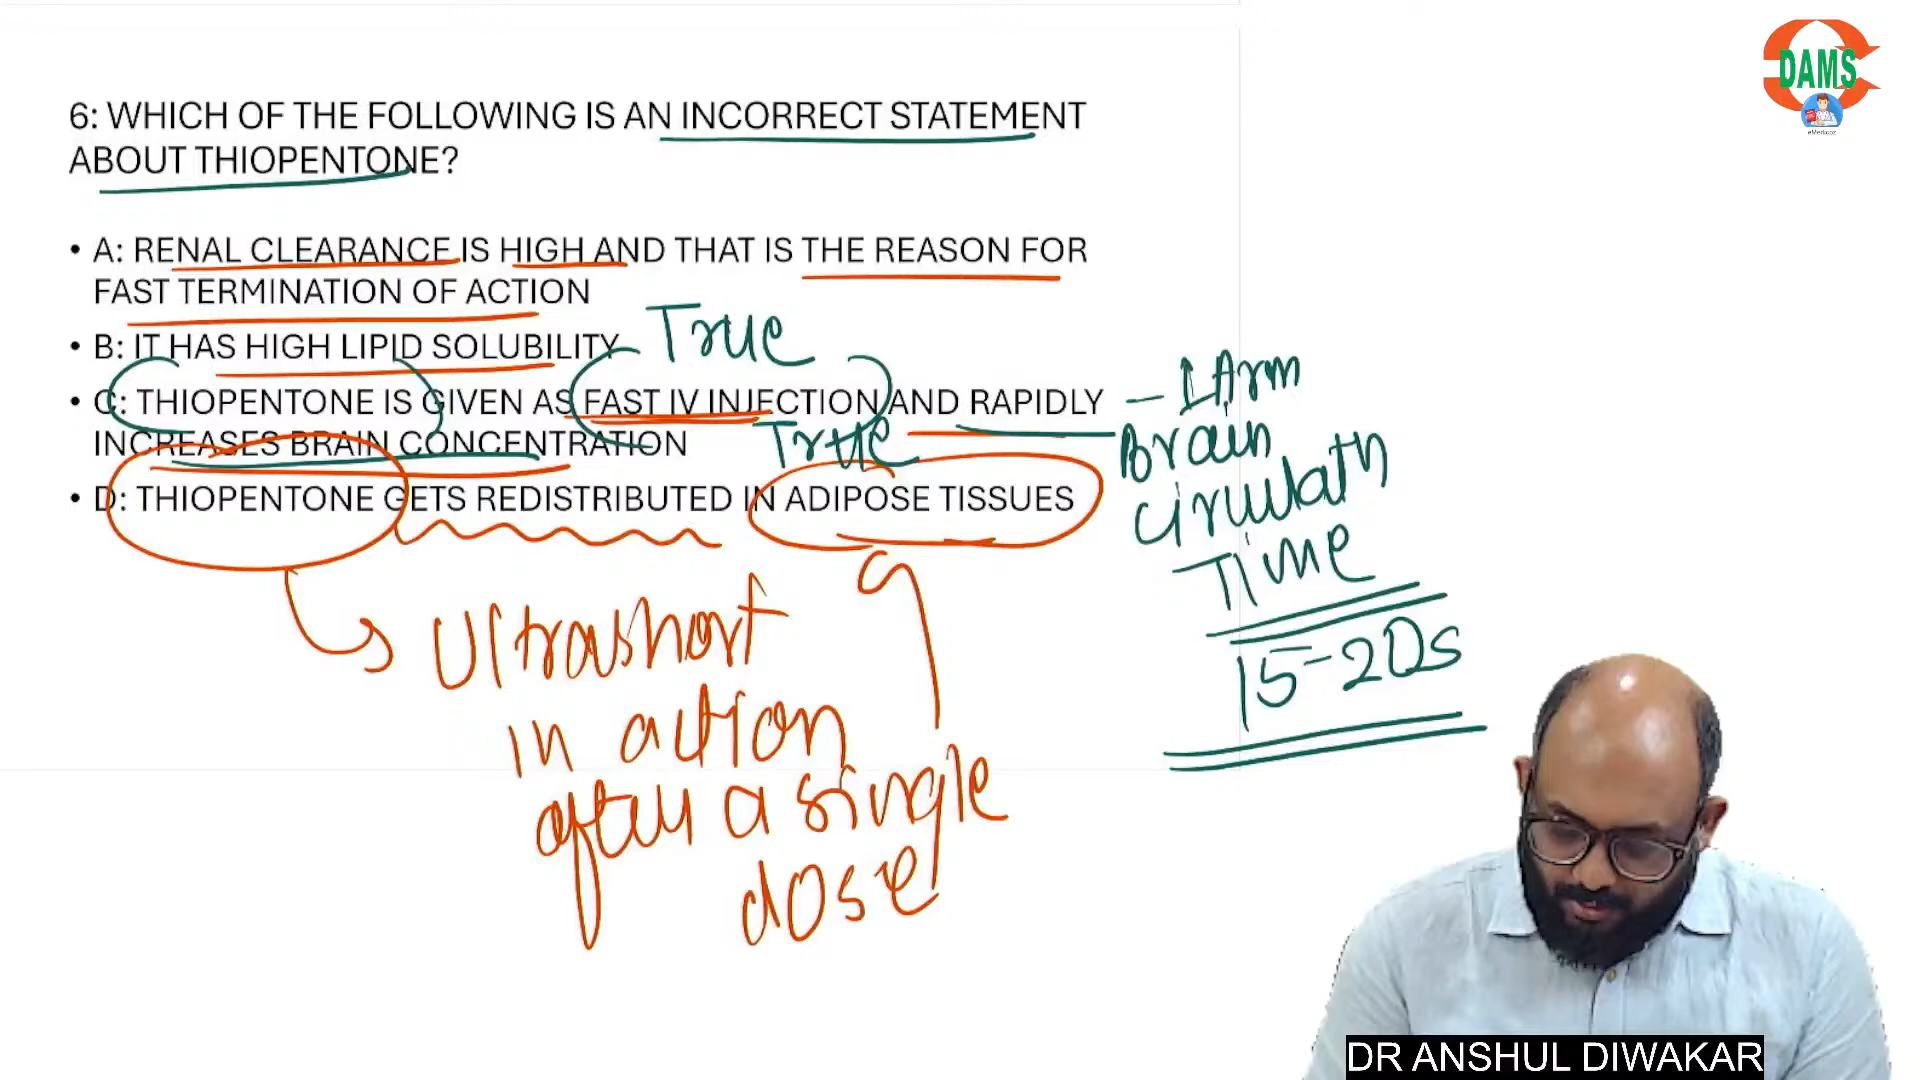 DAMS
eMedicoz
6: WHICH OF THE FOLLOWING IS AN INCORRECT STATEMENT
ABOUT THIOPENTONE?
• A: RENAL CLEARANCE IS HIGH AND THAT IS THE REASON FOR
FAST TERMINATION OF ACTION
• B: IT HAS HIGH LIPID SOLUBILITY
True
• C: THIOPENTONE IS GIVEN AS FAST IV INJECTION AND RAPIDLY
INCREASES BRAIN CONCENTRATION
True
• D: THIOPENTONE GETS REDISTRIBUTED IN ADIPOSE TISSUES
– 1 Arm
Brain
Time
15-20s
Ultrashort
in action
after a single
dose
DR ANSHUL DIWAKAR